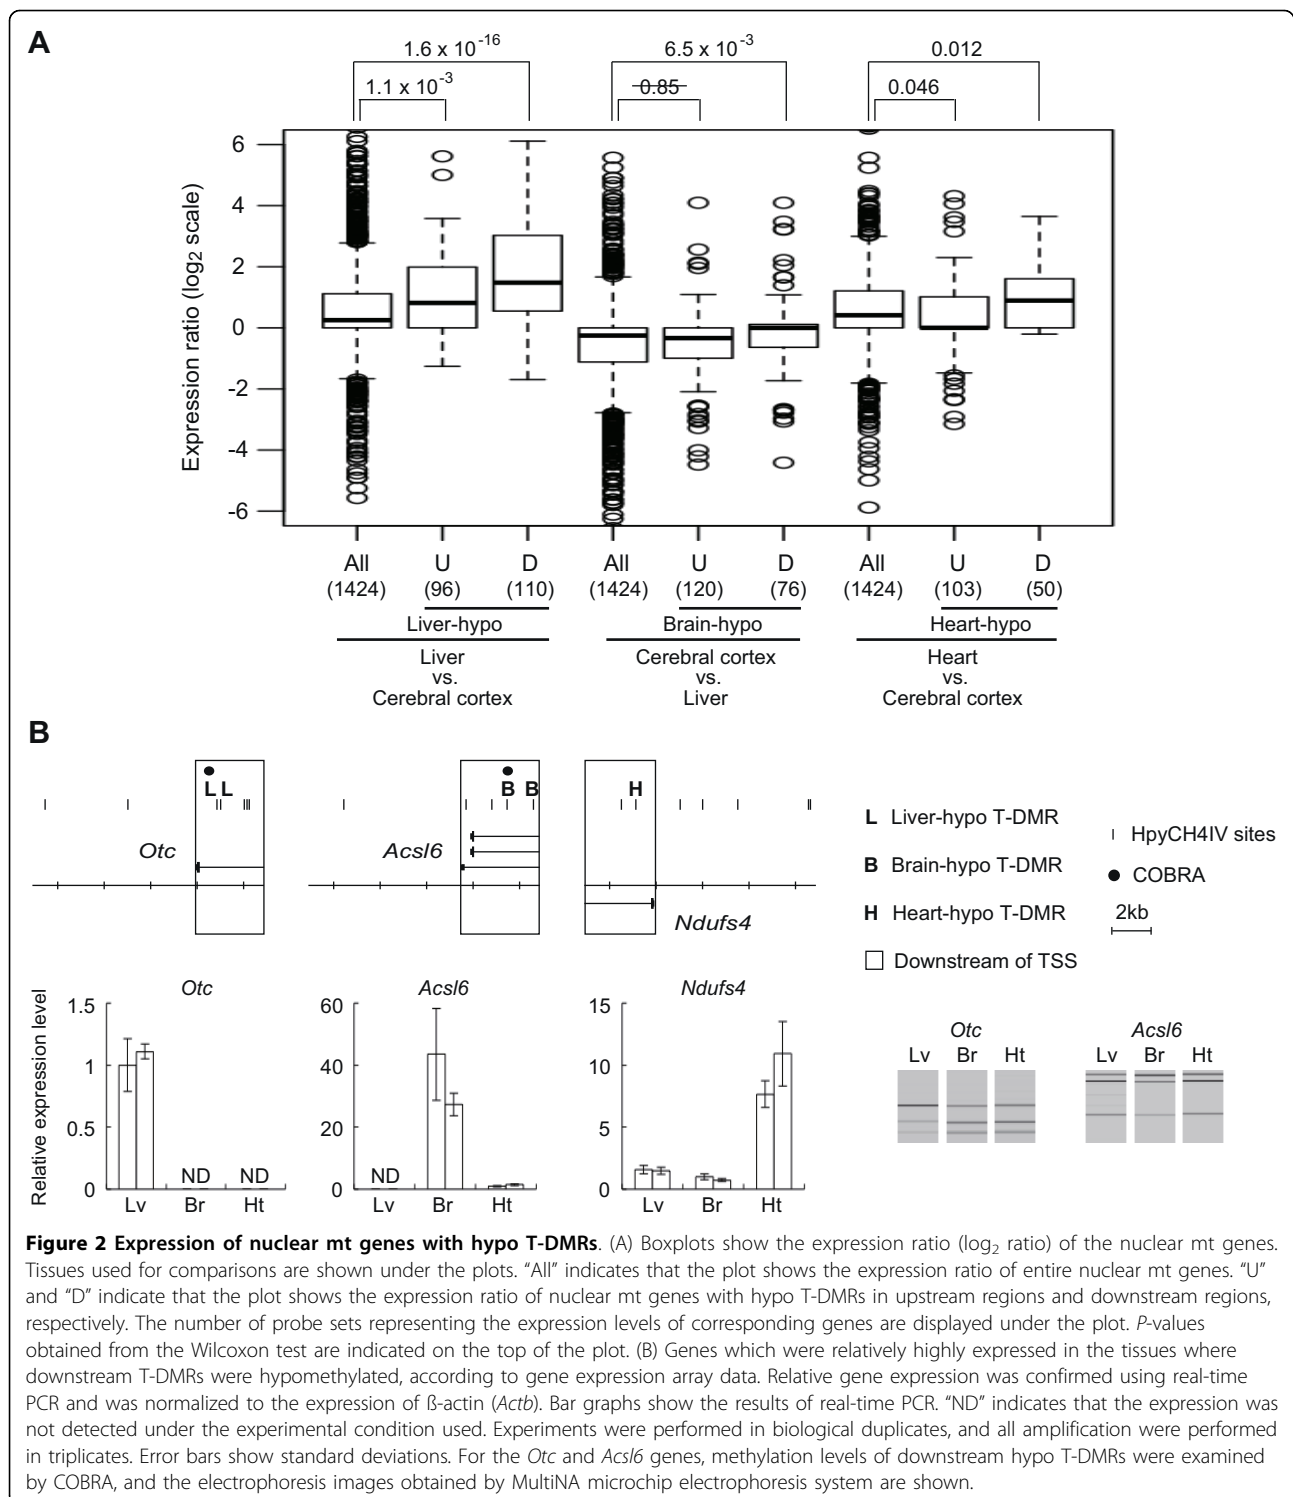 A
1.6 x 10^-16
6.5 x 10^-3
0.012
1.1 x 10^-3
0.85
0.046
Expression ratio (log2 scale)
6
4
2
0
-2
-4
-6
All U D All U D All U D
(1424) (96) (110) (1424) (120) (76) (1424) (103) (50)
Liver-hypo Brain-hypo Heart-hypo
Liver Cerebral cortex Heart
vs. vs. vs.
Cerebral cortex Liver Cerebral cortex
B
L L B B H
Otc Acsl6
Ndufs4
L Liver-hypo T-DMR
B Brain-hypo T-DMR
H Heart-hypo T-DMR
Downstream of TSS
HpyCH4IV sites
COBRA
2kb
Relative expression level
Otc
1.5
1
0.5
0
ND ND
Lv Br Ht
Acsl6
60
40
20
0
ND
Lv Br Ht
Ndufs4
15
10
5
0
Lv Br Ht
Otc
Lv Br Ht
Acsl6
Lv Br Ht
Figure 2 Expression of nuclear mt genes with hypo T-DMRs. (A) Boxplots show the expression ratio (log2 ratio) of the nuclear mt genes.
Tissues used for comparisons are shown under the plots. “All” indicates that the plot shows the expression ratio of entire nuclear mt genes. “U”
and “D” indicate that the plot shows the expression ratio of nuclear mt genes with hypo T-DMRs in upstream regions and downstream regions,
respectively. The number of probe sets representing the expression levels of corresponding genes are displayed under the plot. P-values
obtained from the Wilcoxon test are indicated on the top of the plot. (B) Genes which were relatively highly expressed in the tissues where
downstream T-DMRs were hypomethylated, according to gene expression array data. Relative gene expression was confirmed using real-time
PCR and was normalized to the expression of ß-actin (Actb). Bar graphs show the results of real-time PCR. “ND” indicates that the expression was
not detected under the experimental condition used. Experiments were performed in biological duplicates, and all amplification were performed
in triplicates. Error bars show standard deviations. For the Otc and Acsl6 genes, methylation levels of downstream hypo T-DMRs were examined
by COBRA, and the electrophoresis images obtained by MultiNA microchip electrophoresis system are shown.